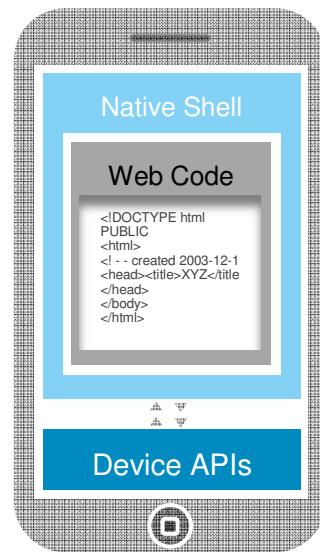 Native Shell
Web Code
<!DOCTYPE html
PUBLIC
<html>
<! - - created 2003-12-1
<head><title>XYZ</title
</head>
</body>
</html>
Device APIs